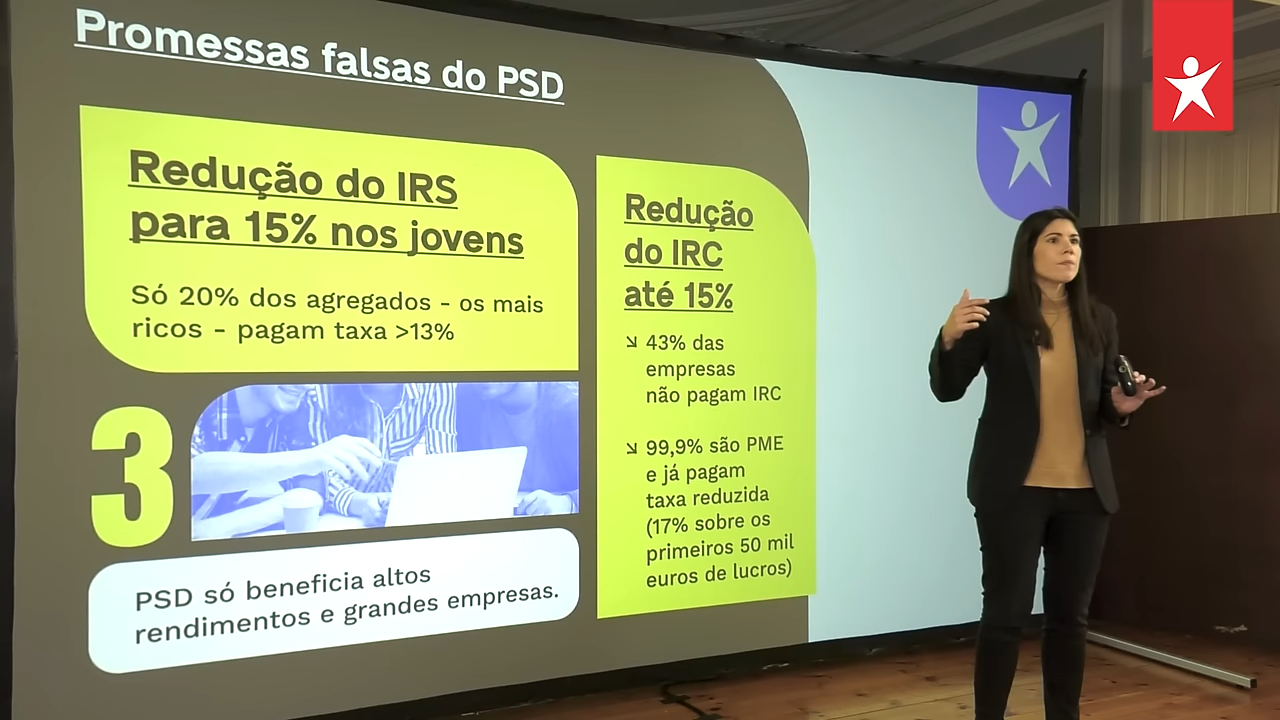 Promessas falsas do PSD
Redução do IRS
para 15% nos jovens
Só 20% dos agregados - os mais
ricos - pagam taxa >13%
3
PSD só beneficia altos
rendimentos e grandes empresas.
Redução
do IRC
até 15%
↘ 43% das
empresas
não pagam IRC
↘ 99,9% são PME
e já pagam
taxa reduzida
(17% sobre os
primeiros 50 mil
euros de lucros)